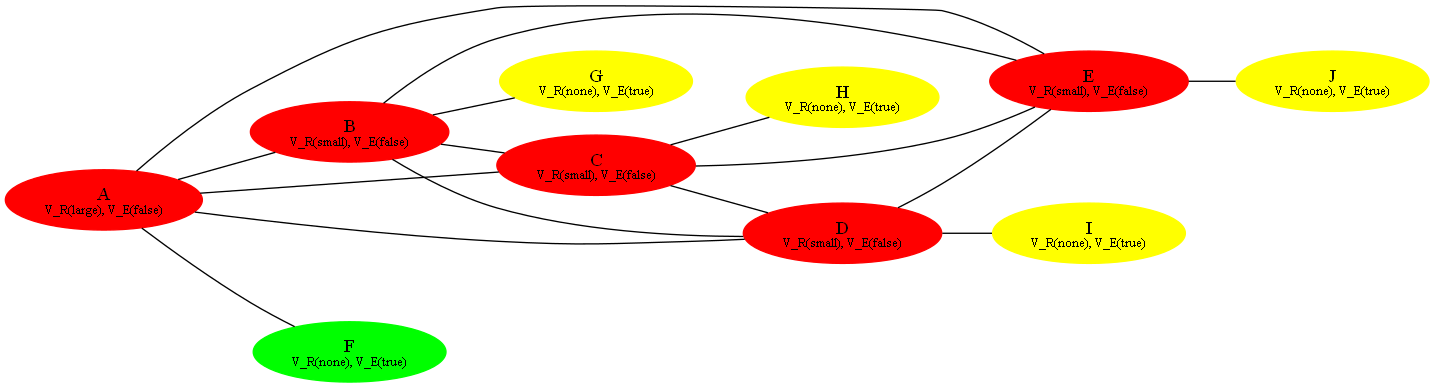 A
V_R(large), V_E(false)
B
V_R(small), V_E(false)
C
V_R(small), V_E(false)
D
V_R(small), V_E(false)
E
V_R(small), V_E(false)
F
V_R(none), V_E(true)
G
V_R(none), V_E(true)
H
V_R(none), V_E(true)
I
V_R(none), V_E(true)
J
V_R(none), V_E(true)